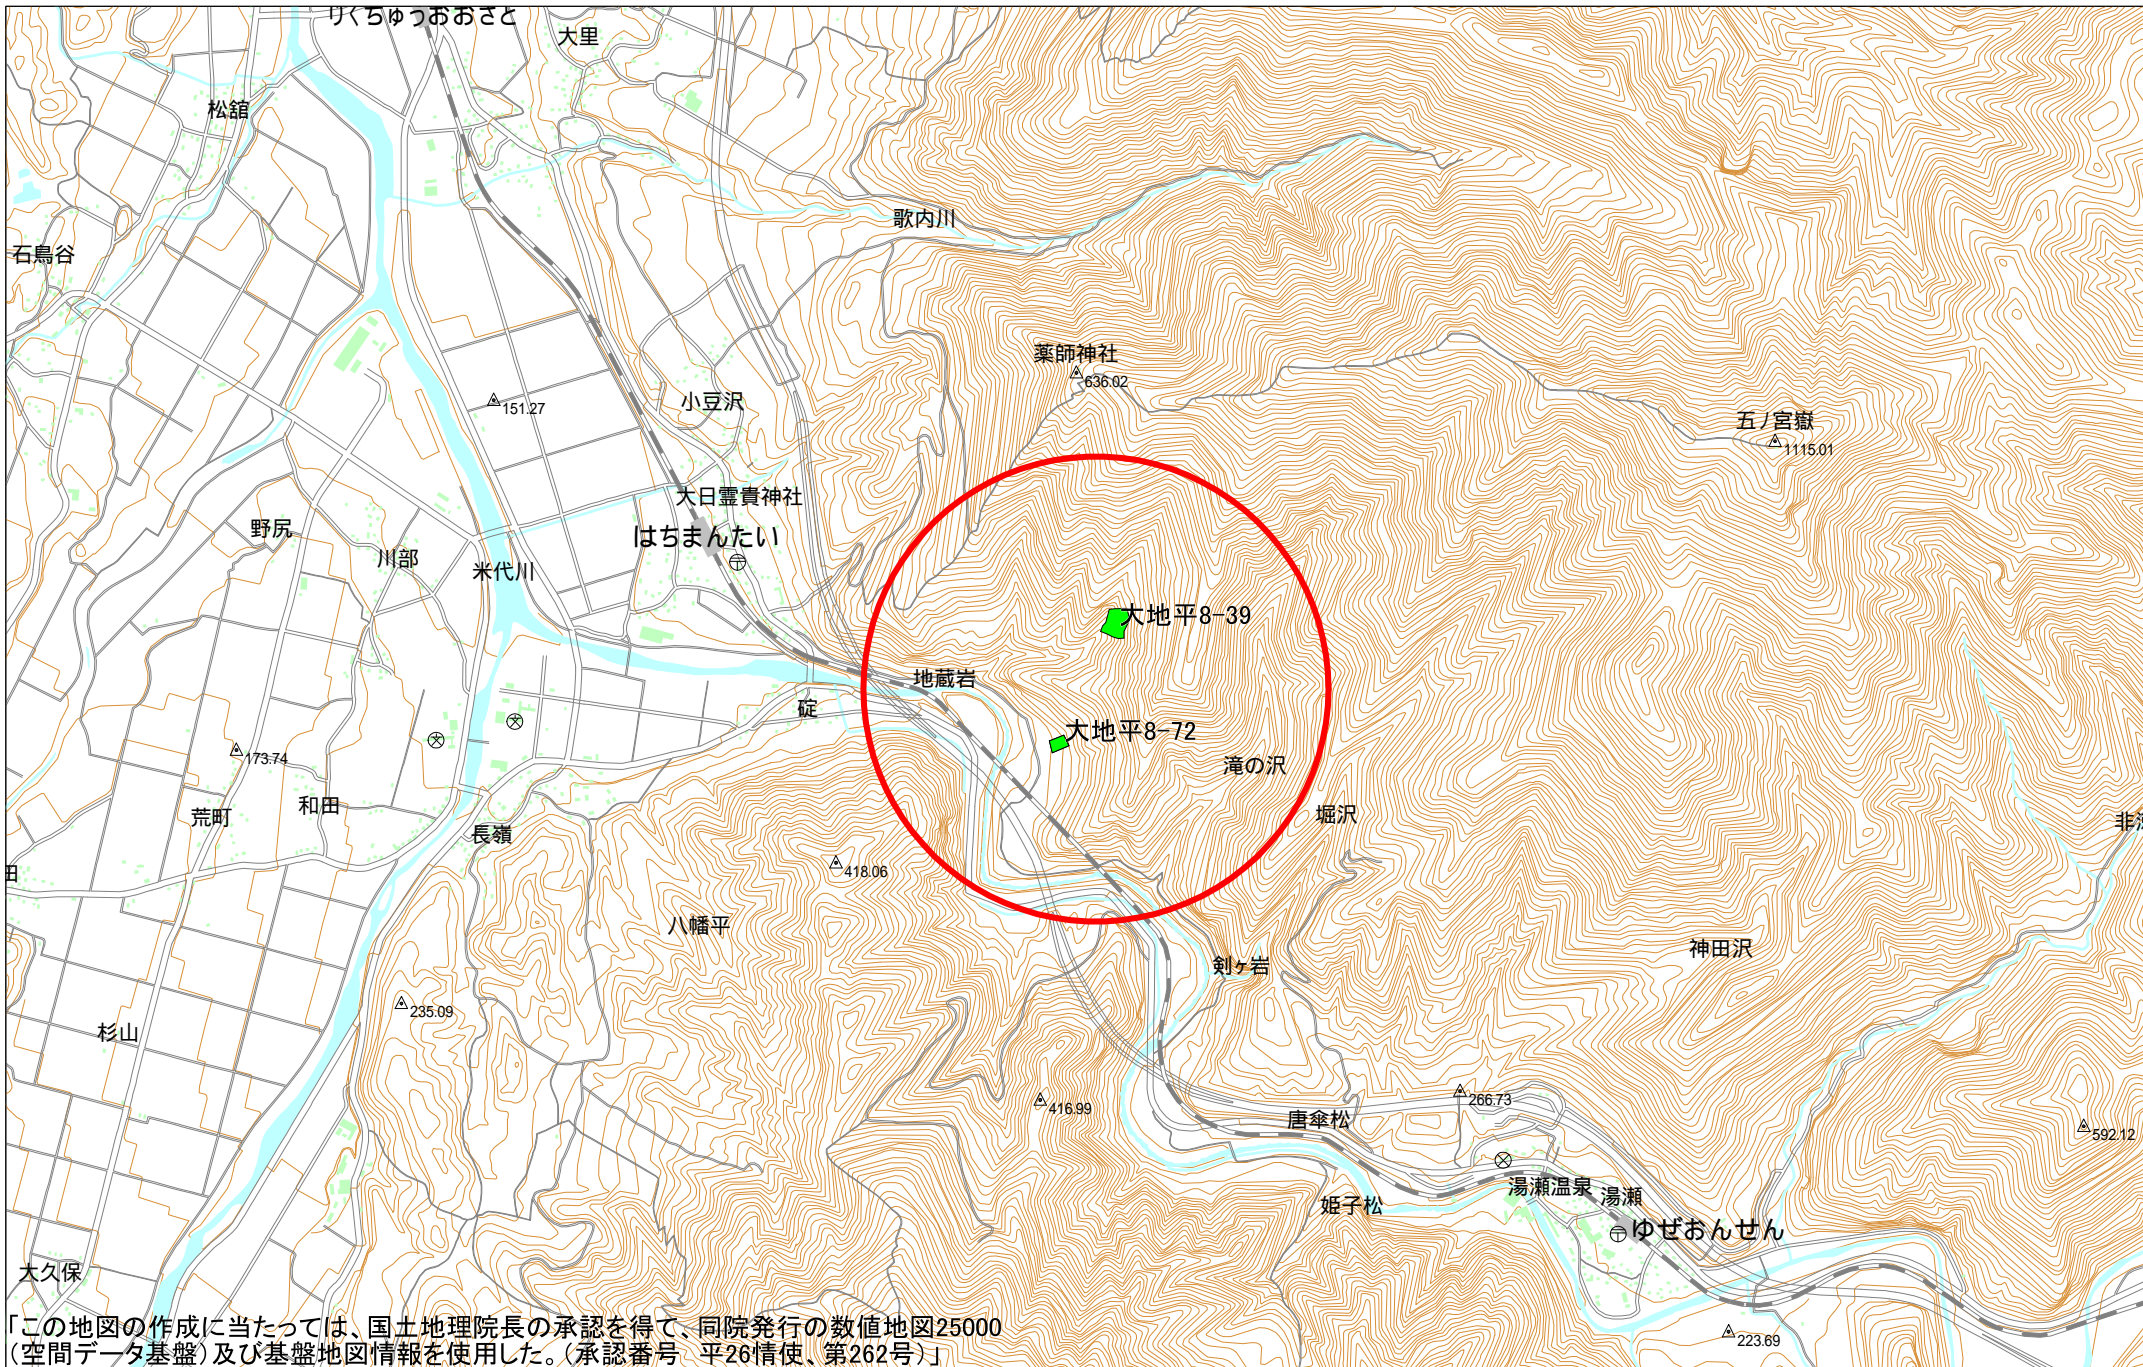 りくちゅうおおさと
大里
松舘
歌内川
石鳥谷
薬師神社
636.02
151.27
小豆沢
五ノ宮嶽
1115.01
大日霊貴神社
はちまんたい
野尻
川部
米代川
大地平8-39
地蔵岩
碇
大地平8-72
173.74
滝の沢
荒町
和田
長嶺
堀沢
非
田
418.06
八幡平
神田沢
剣ヶ岩
235.09
杉山
416.99
266.73
唐傘松
592.12
湯瀬温泉
湯瀬
姫子松
ゆぜおんせん
大久保
223.69
「この地図の作成に当たっては、国土地理院長の承認を得て、同院発行の数値地図25000
(空間データ基盤)及び基盤地図情報を使用した。(承認番号 平26情使、第262号)」